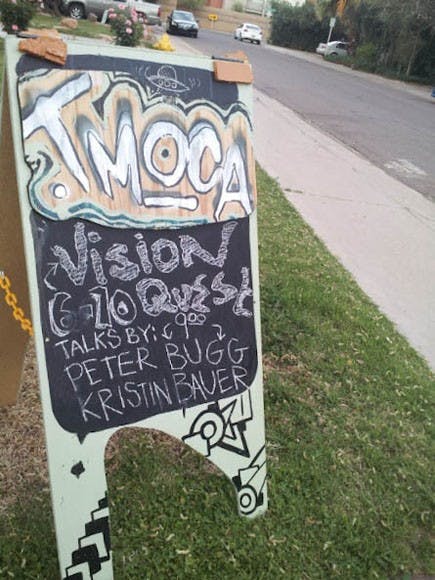 TMOCA
VISION
6-10 QUEST
TALKS BY: 9:00
PETER BUGG
KRISTIN BAUER